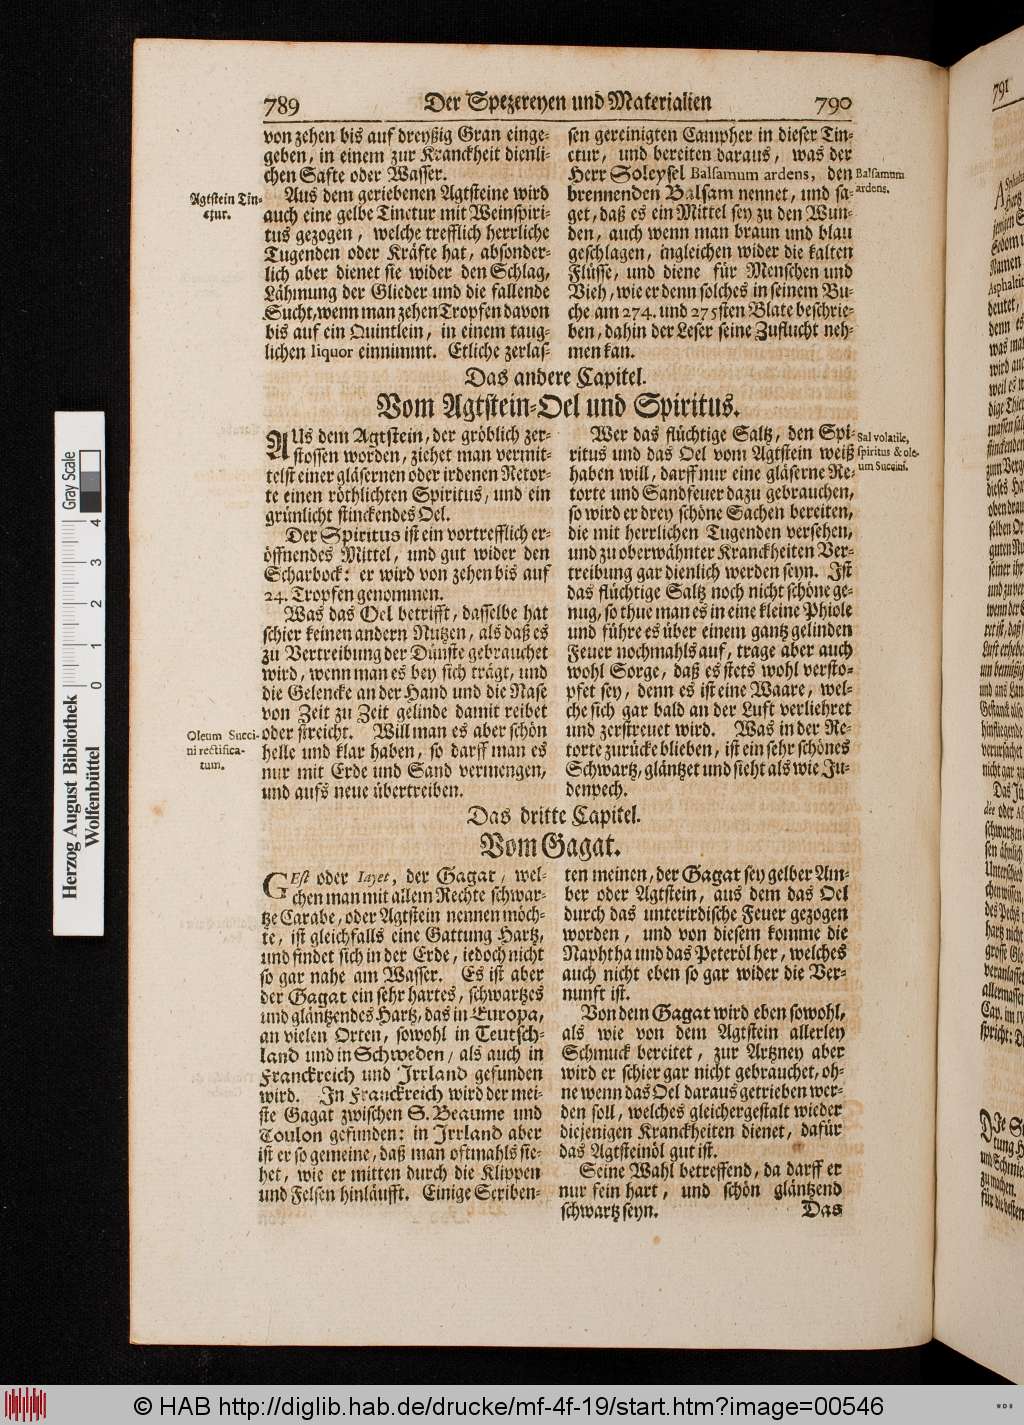 789
Der Spezereyen und Materialien
790
von zehen bis auf dreyßig Gran einge-
geben, in einem zur Kranckheit dienli-
chen Safte oder Wasser.
Agtstein Tin-
ctur.
Aus dem geriebenen Agtsteine wird
auch eine gelbe Tinctur mit Weinspiri-
tus gezogen, welche trefflich herrliche
Tugenden oder Kräfte hat, absonder-
lich aber dienet sie wider den Schlag,
Lähmung der Glieder und die fallende
Sucht, wenn man zehen Tropfen davon
bis auf ein Quintlein, in einem taug-
lichen liquor einnimmt. Etliche zerlas-
sen gereinigten Campher in dieser Tin-
ctur, und bereiten daraus, was der
Herr Soleysel Balsamum ardens, den
brennenden Balsam nennet, und sa-
Balsamum
ardens.
get, daß es ein Mittel sey zu den Wun-
den, auch wenn man braun und blau
geschlagen, ingleichen wider die kalten
Flüsse, und diene für Menschen und
Vieh, wie er denn solches in seinem Bu-
che am 274. und 275sten Blate beschrie-
ben, dahin der Leser seine Zuflucht neh-
men kan.
Das andere Capitel.
Vom Agtstein-Oel und Spiritus.
AUs dem Agtstein, der gröblich zer-
stossen worden, ziehet man vermit-
telst einer gläsernen oder irdenen Retor-
te einen röthlichten Spiritus, und ein
grünlicht stinckendes Oel.
Der Spiritus ist ein vortrefflich er-
öffnendes Mittel, und gut wider den
Scharbock: er wird von zehen bis auf
24. Tropfen genommen.
Was das Oel betrifft, dasselbe hat
schier keinen andern Nutzen, als daß es
zu Vertreibung der Dünste gebrauchet
wird, wenn man es bey sich trägt, und
die Gelencke an der Hand und die Nase
von Zeit zu Zeit gelinde damit reibet
oder streicht. Will man es aber schön
helle und klar haben, so darff man es
nur mit Erde und Sand vermengen,
und aufs neue übertreiben.
Oleum Succi-
ni rectifica-
tum.
Wer das flüchtige Saltz, den Spi-
ritus und das Oel vom Agtstein weiß
haben will, darff nur eine gläserne Re-
torte und Sandfeuer dazu gebrauchen,
so wird er drey schöne Sachen bereiten,
die mit herrlichen Tugenden versehen,
und zu oberwähnter Kranckheiten Ver-
treibung gar dienlich werden seyn. Ist
das flüchtige Saltz noch nicht schöne ge-
nug, so thue man es in eine kleine Phiole
und führe es über einem gantz gelinden
Feuer nochmahls auf, trage aber auch
wohl Sorge, daß es stets wohl versto-
pfet sey, denn es ist eine Waare, wel-
che sich gar bald an der Luft verliehret
und zerstreuet wird. Was in der Re-
torte zurücke blieben, ist ein sehr schönes
Schwartz, gläntzet und sieht als wie Ju-
denpech.
Sal volatile,
spiritus & ole-
um Succini.
Das dritte Capitel.
Vom Gagat.
GEst oder Iayet, der Gagat, wel-
chen man mit allem Rechte schwar-
tze Carabe, oder Agtstein nennen möch-
te, ist gleichfalls eine Gattung Hartz,
und findet sich in der Erde, iedoch nicht
so gar nahe am Wasser. Es ist aber
der Gagat ein sehr hartes, schwartzes
und gläntzendes Hartz, das in Europa,
an vielen Orten, sowohl in Teutsch-
land und in Schweden, als auch in
Franckreich und Irrland gefunden
wird. In Franckreich wird der mei-
ste Gagat zwischen S. Beaume und
Toulon gefunden: in Irrland aber
ist er so gemeine, daß man oftmahls sie-
het, wie er mitten durch die Klippen
und Felsen hinläufft. Einige Scriben-
ten meinen, der Gagat sey gelber Am-
ber oder Agtstein, aus dem das Oel
durch das unterirdische Feuer gezogen
worden, und von diesem komme die
Naphtha und das Peteröl her, welches
auch nicht eben so gar wider die Ver-
nunft ist.
Von dem Gagat wird eben sowohl,
als wie von dem Agtstein allerley
Schmuck bereitet, zur Artzney aber
wird er schier gar nicht gebrauchet, oh-
ne wenn das Oel daraus getrieben wer-
den soll, welches gleichergestalt wieder
diejenigen Kranckheiten dienet, dafür
das Agtsteinöl gut ist.
Seine Wahl betreffend, da darff er
nur fein hart, und schön gläntzend
schwartz seyn.
Das
791
Herzog August Bibliothek
Wolfenbüttel
Gray Scale
0 1 2 3 4
© HAB http://diglib.hab.de/drucke/mf-4f-19/start.htm?image=00546